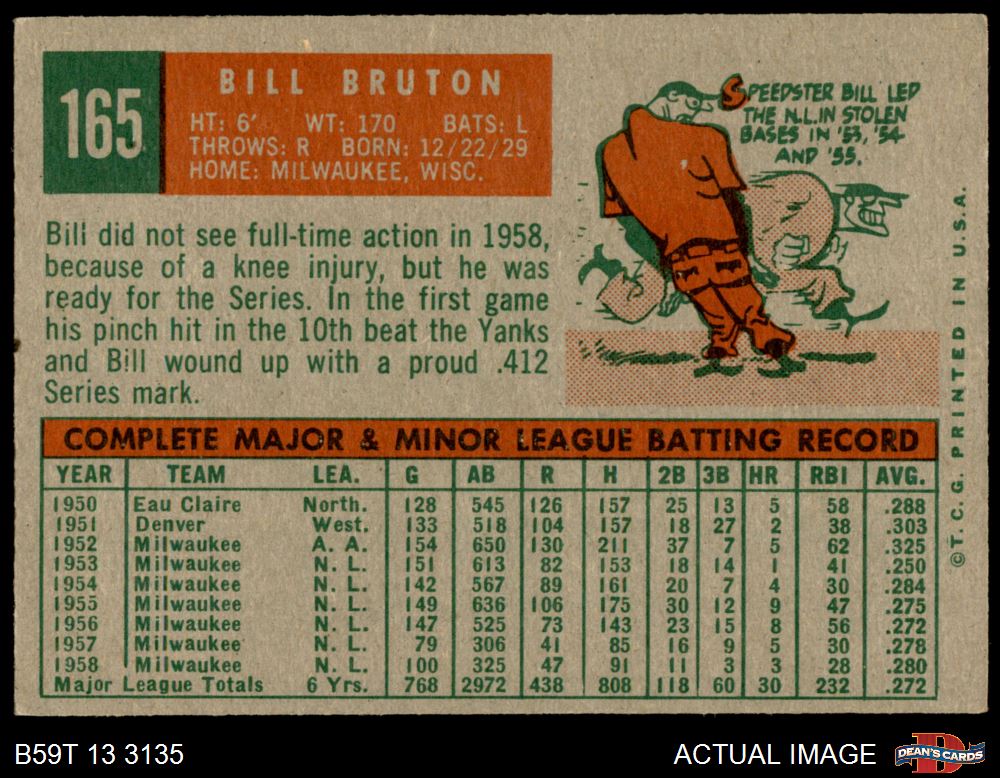 165
BILL BRUTON
HT: 6' WT: 170 BATS: L
THROWS: R BORN: 12/22/29
HOME: MILWAUKEE, WISC.
SPEEDSTER BILL LED
THE N.L. IN STOLEN
BASES IN '53, '54
AND '55.
Bill did not see full-time action in 1958,
because of a knee injury, but he was
ready for the Series. In the first game
his pinch hit in the 10th beat the Yanks
and Bill wound up with a proud .412
Series mark.
COMPLETE MAJOR & MINOR LEAGUE BATTING RECORD
YEAR TEAM LEA. G AB R H 2B 3B HR RBI AVG.
1950 Eau Claire North. 128 545 126 157 25 13 5 58 .288
1951 Denver West. 133 518 104 157 18 27 2 38 .303
1952 Milwaukee A. A. 154 650 130 211 37 7 5 62 .325
1953 Milwaukee N. L. 151 613 82 153 18 14 1 41 .250
1954 Milwaukee N. L. 142 567 89 161 20 7 4 30 .284
1955 Milwaukee N. L. 149 636 106 175 30 12 9 47 .275
1956 Milwaukee N. L. 147 525 73 143 23 15 8 56 .272
1957 Milwaukee N. L. 79 306 41 85 16 9 5 30 .278
1958 Milwaukee N. L. 100 325 47 91 11 3 3 28 .280
Major League Totals 6 Yrs. 768 2972 438 808 118 60 30 232 .272
© T. C. G. PRINTED IN U.S.A.
B59T 13 3135
ACTUAL IMAGE
DEAN'S CARDS